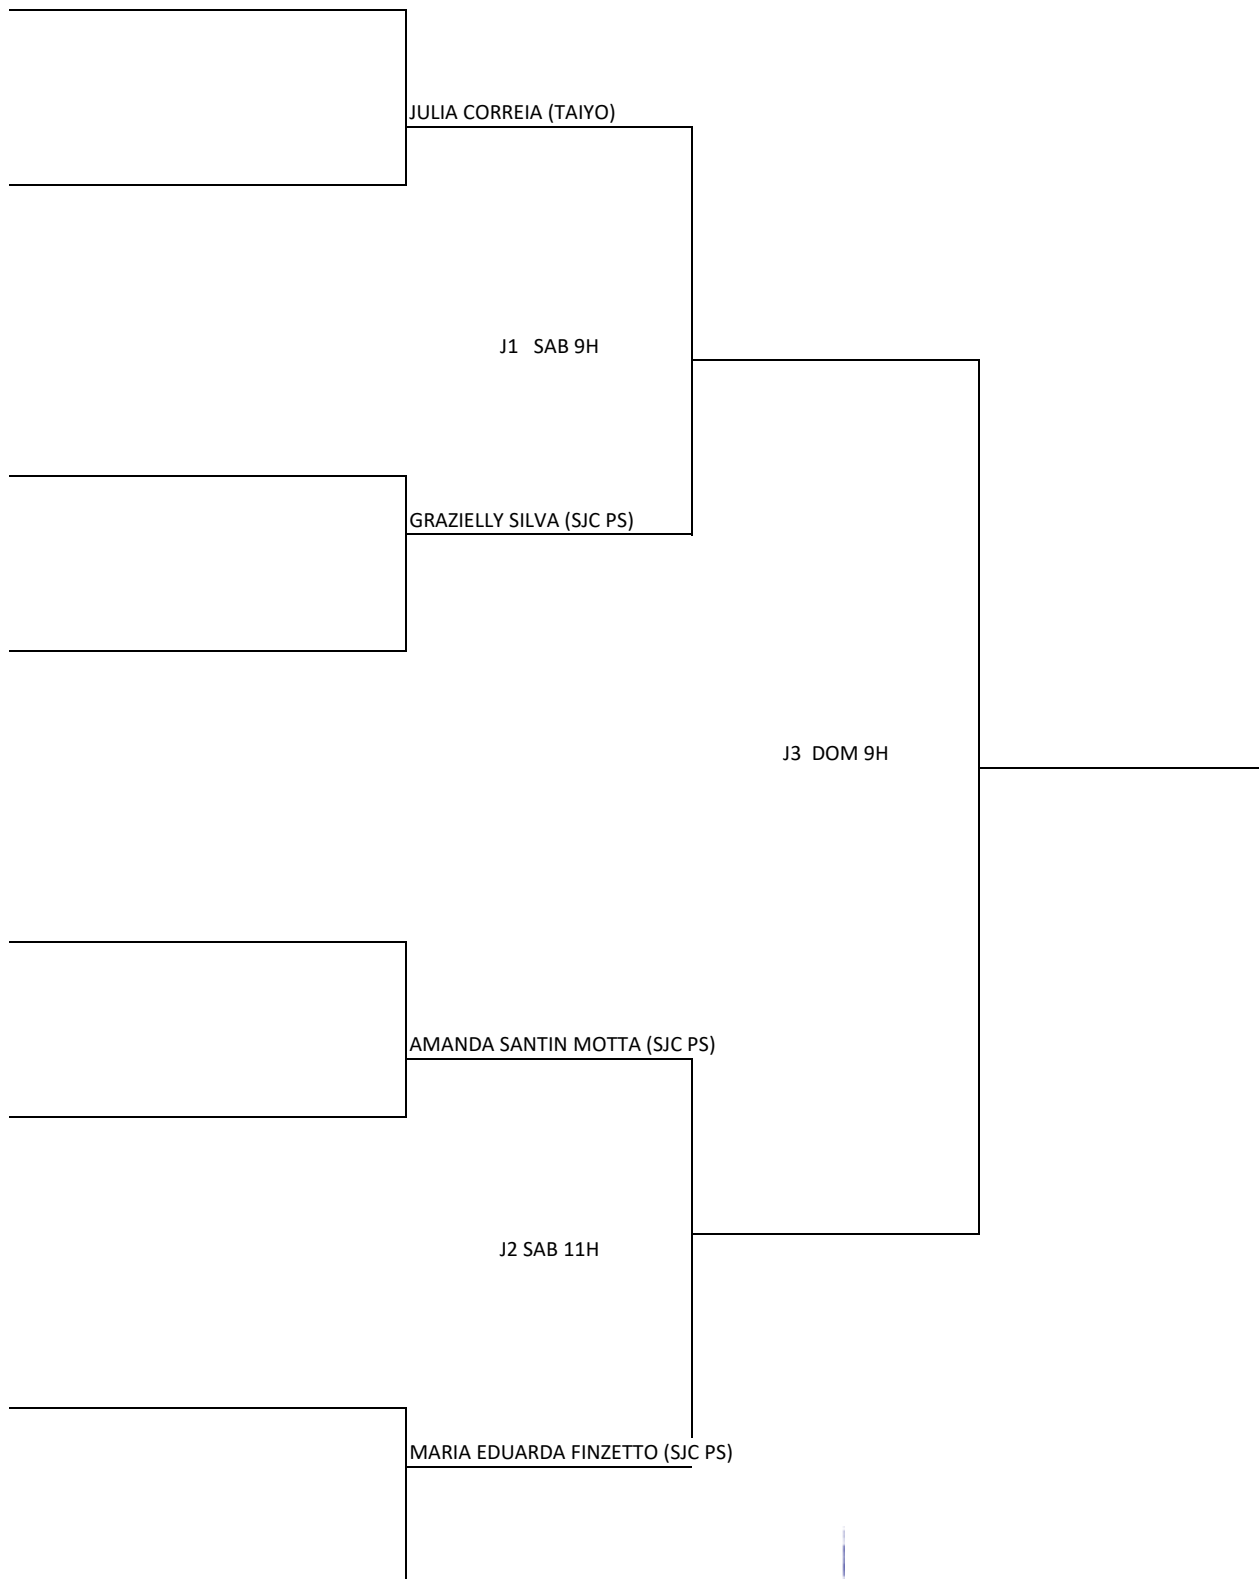 JULIA CORREIA (TAIYO)
J1 SAB 9H
GRAZIELLY SILVA (SJC PS)
J3 DOM 9H
AMANDA SANTIN MOTTA (SJC PS)
J2 SAB 11H
MARIA EDUARDA FINZETTO (SJC PS)